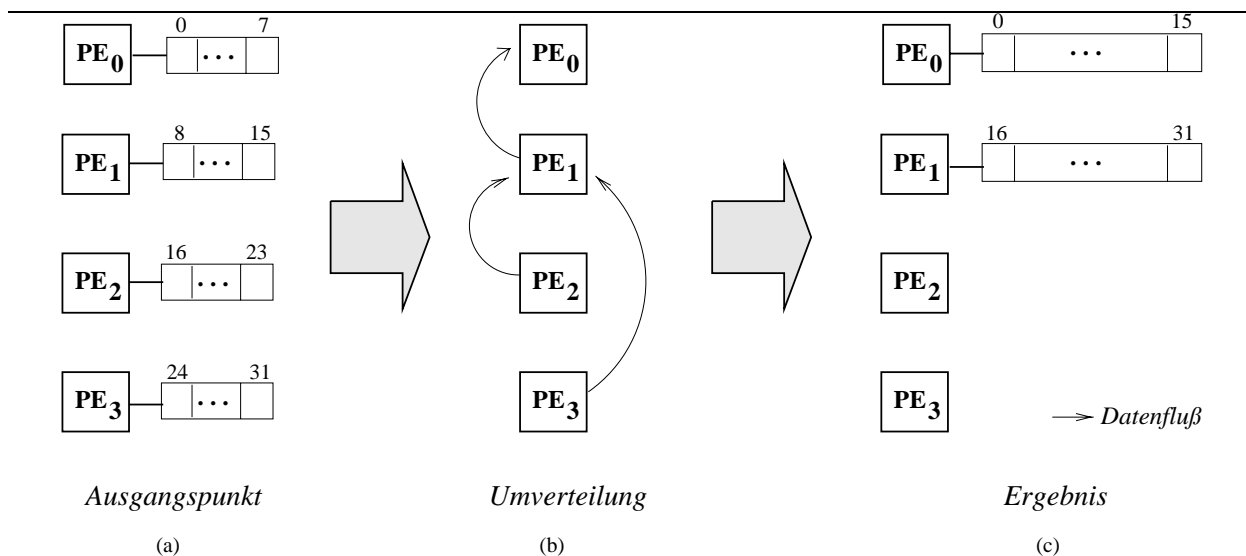 0 7
PE0 ...
8 15
PE1 ...
16 23
PE2 ...
24 31
PE3 ...
Ausgangspunkt
(a)
PE0
PE1
PE2
PE3
Umverteilung
(b)
0 15
PE0 ...
16 31
PE1 ...
PE2
PE3
Datenfluß
Ergebnis
(c)